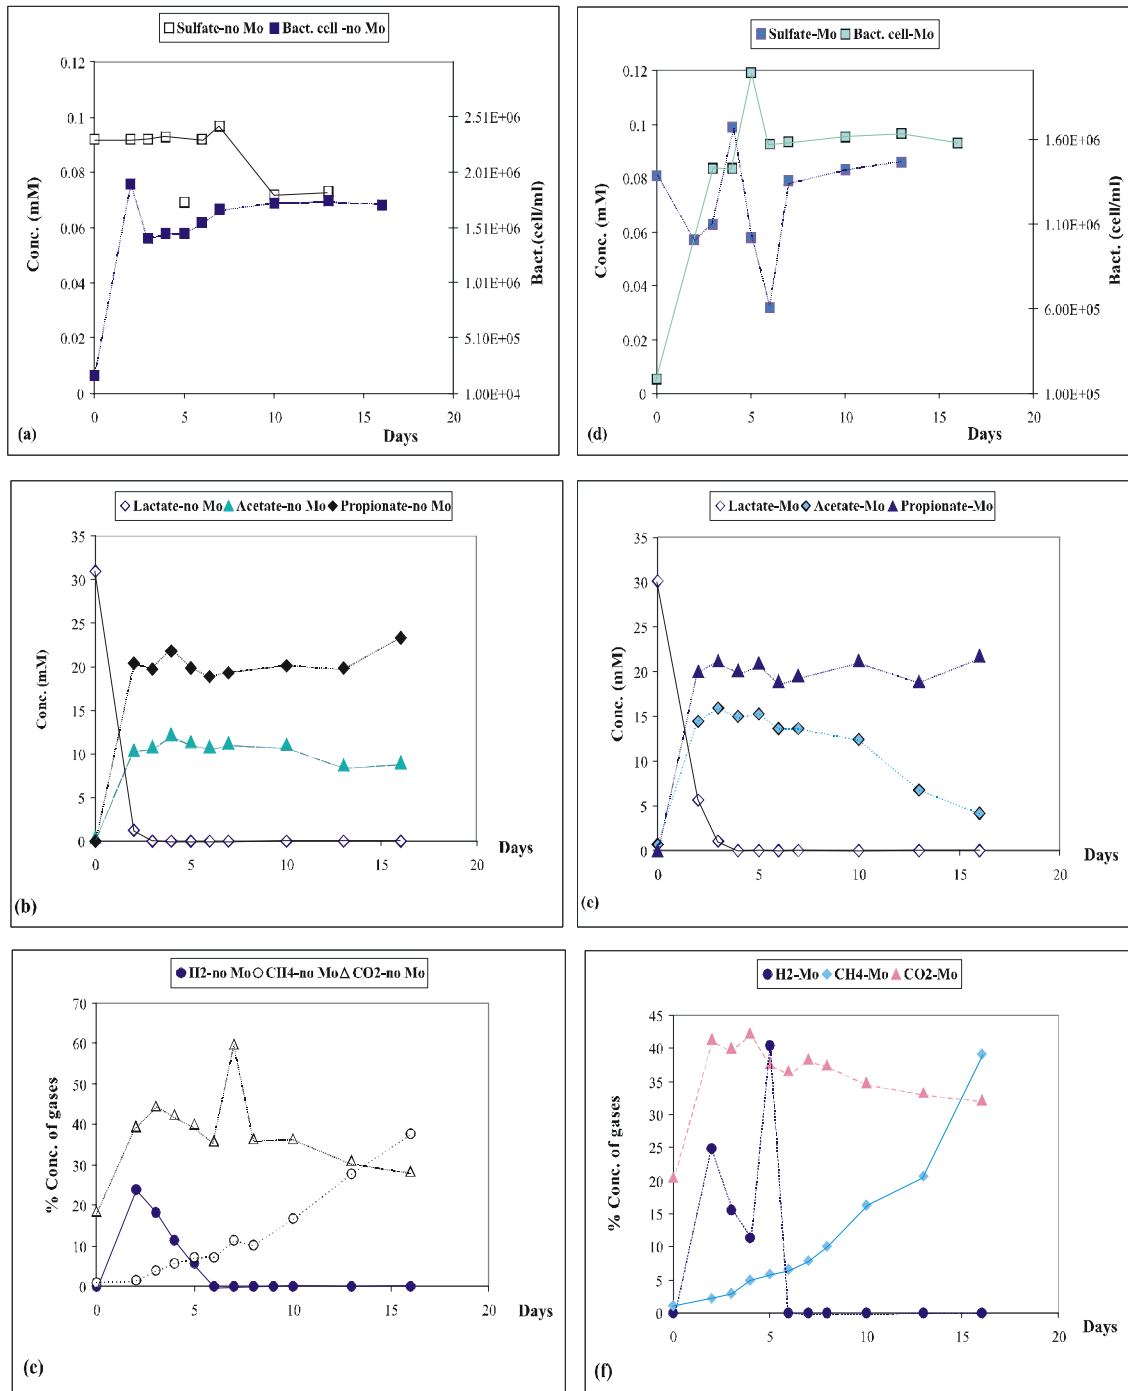 Sulfate-no Mo Bact. cell -no Mo
0.12
0.1
0.08
0.06
0.04
0.02
0
Conc. (mM)
2.51E+06
2.01E+06
1.51E+06
1.01E+06
5.10E+05
1.00E+04
Bact.(cell/ml)
0 5 10 15 20
(a) Days
Sulfate-Mo Bact. cell-Mo
0.12
0.1
0.08
0.06
0.04
0.02
0
Conc. (mM)
1.60E+06
1.10E+06
6.00E+05
1.00E+05
Bact. (cell/ml)
0 5 10 15 20
(d) Days
Lactate-no Mo Acetate-no Mo Propionate-no Mo
35
30
25
20
15
10
5
0
Conc. (mM)
0 5 10 15 20
Days
(b)
Lactate-Mo Acetate-Mo Propionate-Mo
35
30
25
20
15
10
5
0
Conc. (mM)
0 5 10 15 20
Days
(e)
H2-no Mo CH4-no Mo CO2-no Mo
70
60
50
40
30
20
10
0
% Conc. of gases
0 5 10 15 20
Days
(c)
H2-Mo CH4-Mo CO2-Mo
45
40
35
30
25
20
15
10
5
0
% Conc. of gases
0 5 10 15 20
Days
(f)